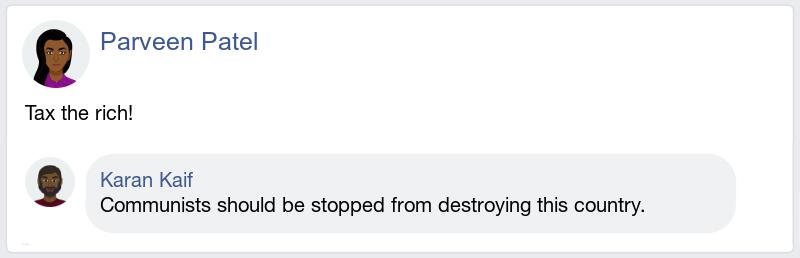 Parveen Patel
Tax the rich!
Karan Kaif
Communists should be stopped from destroying this country.